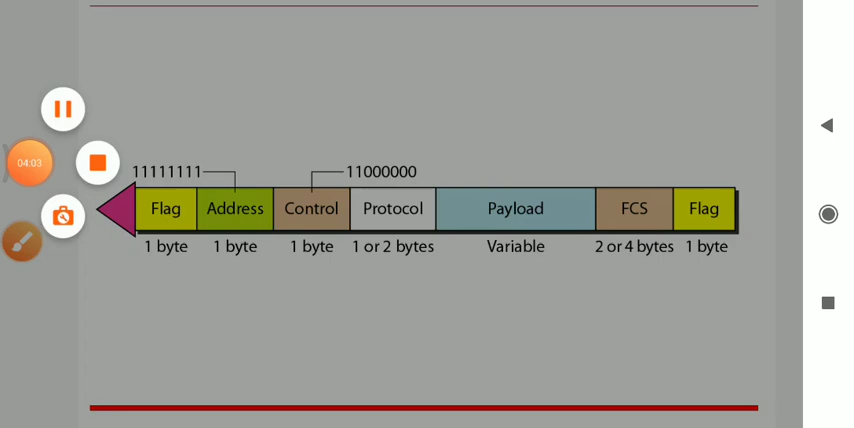 04:03
11111111 11000000
Flag Address Control Protocol Payload FCS Flag
1 byte 1 byte 1 byte 1 or 2 bytes Variable 2 or 4 bytes 1 byte